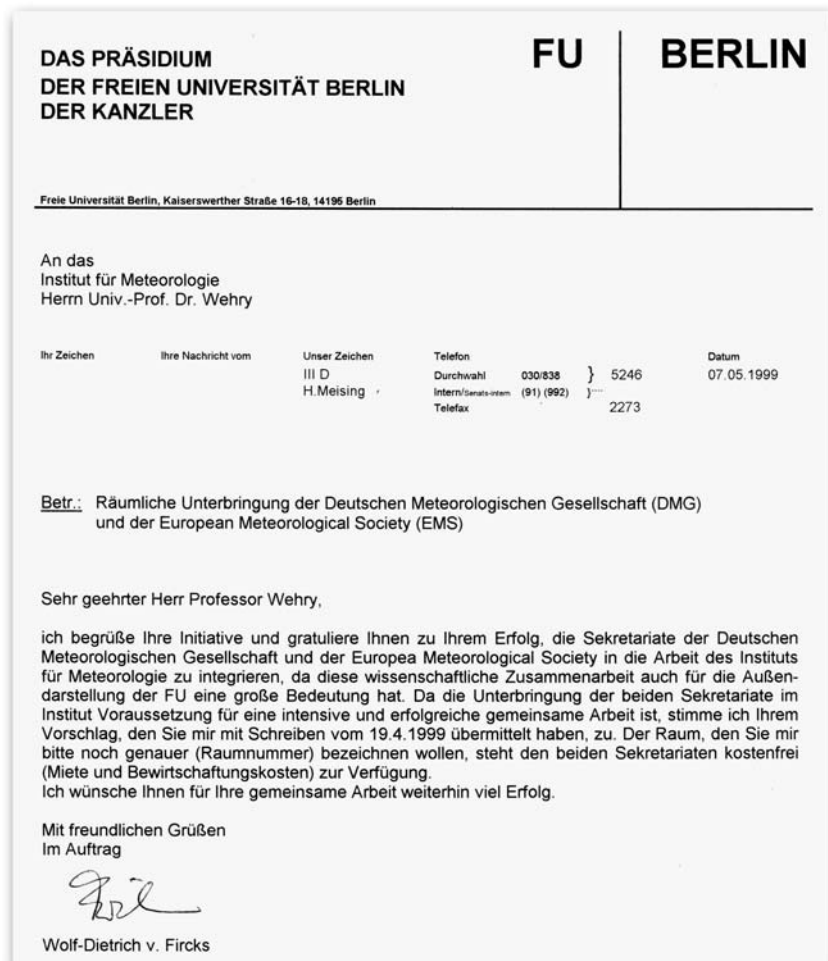 DAS PRÄSIDIUM
DER FREIEN UNIVERSITÄT BERLIN
DER KANZLER
FU BERLIN
Freie Universität Berlin, Kaiserswerther Straße 16-18, 14195 Berlin
An das
Institut für Meteorologie
Herrn Univ.-Prof. Dr. Wehry
Ihr Zeichen Ihre Nachricht vom Unser Zeichen Telefon Datum
III D Durchwahl 030/838 } 5246 07.05.1999
H.Meising Intern/Senats-intern (91) (992) }
Telefax 2273
Betr.: Räumliche Unterbringung der Deutschen Meteorologischen Gesellschaft (DMG)
und der European Meteorological Society (EMS)
Sehr geehrter Herr Professor Wehry,
ich begrüße Ihre Initiative und gratuliere Ihnen zu Ihrem Erfolg, die Sekretariate der Deutschen
Meteorologischen Gesellschaft und der Europea Meteorological Society in die Arbeit des Instituts
für Meteorologie zu integrieren, da diese wissenschaftliche Zusammenarbeit auch für die Außen-
darstellung der FU eine große Bedeutung hat. Da die Unterbringung der beiden Sekretariate im
Institut Voraussetzung für eine intensive und erfolgreiche gemeinsame Arbeit ist, stimme ich Ihrem
Vorschlag, den Sie mir mit Schreiben vom 19.4.1999 übermittelt haben, zu. Der Raum, den Sie mir
bitte noch genauer (Raumnummer) bezeichnen wollen, steht den beiden Sekretariaten kostenfrei
(Miete und Bewirtschaftungskosten) zur Verfügung.
Ich wünsche Ihnen für Ihre gemeinsame Arbeit weiterhin viel Erfolg.
Mit freundlichen Grüßen
Im Auftrag
Wolf-Dietrich v. Fircks